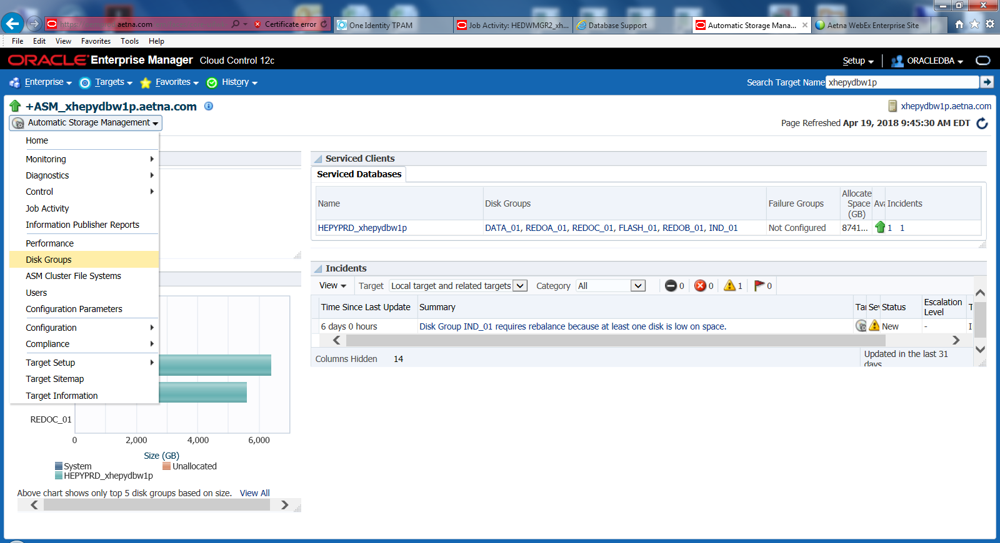 https:// aetna.com Certificate error One Identity TPAM Job Activity: HEDWMGR2_xh... Database Support Automatic Storage Mana... Aetna WebEx Enterprise Site
File Edit View Favorites Tools Help
ORACLE Enterprise Manager Cloud Control 12c Setup ORACLEDBA
Enterprise Targets Favorites History Search Target Name xhepydbw1p
+ASM_xhepydbw1p.aetna.com xhepydbw1p.aetna.com
Automatic Storage Management Page Refreshed Apr 19, 2018 9:45:30 AM EDT
Home
Monitoring
Diagnostics
Control
Job Activity
Information Publisher Reports
Performance
Disk Groups
ASM Cluster File Systems
Users
Configuration Parameters
Configuration
Compliance
Target Setup
Target Sitemap
Target Information
REDOC_01
0 2,000 4,000 6,000
Size (GB)
System Unallocated
HEPYPRD_xhepydbw1p
Above chart shows only top 5 disk groups based on size. View All
Serviced Clients
Serviced Databases
Name Disk Groups Failure Groups Allocate Space (GB) Ava Incidents
HEPYPRD_xhepydbw1p DATA_01, REDOA_01, REDOC_01, FLASH_01, REDOB_01, IND_01 Not Configured 8741... 1 1
Incidents
View Target Local target and related targets Category All 0 0 1 0
Time Since Last Update Summary Tar Sev Status Escalation Level T
6 days 0 hours Disk Group IND_01 requires rebalance because at least one disk is low on space. New - I
Columns Hidden 14 Updated in the last 31 days